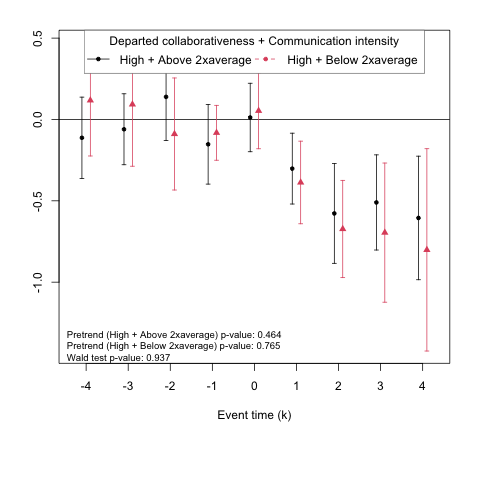 Departed collaborativeness + Communication intensity
High + Above 2xaverage High + Below 2xaverage
0.5
0.0
-0.5
-1.0
Pretrend (High + Above 2xaverage) p-value: 0.464
Pretrend (High + Below 2xaverage) p-value: 0.765
Wald test p-value: 0.937
-4 -3 -2 -1 0 1 2 3 4
Event time (k)